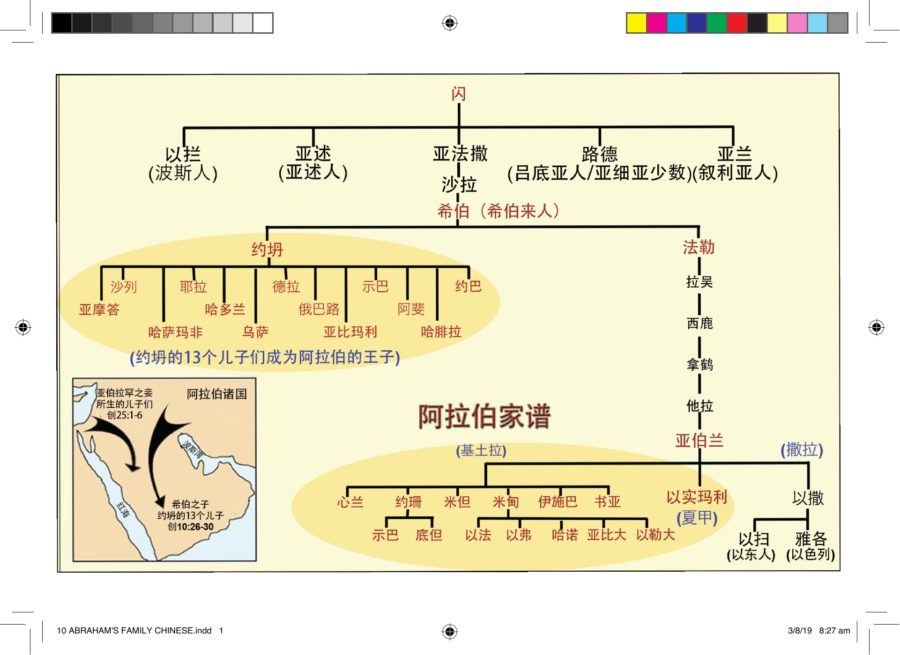 闪
以拦 亚述 亚法撒 路德 亚兰
(波斯人) (亚述人) (吕底亚人/亚细亚少数)(叙利亚人)
沙拉
希伯（希伯来人）
约坍 法勒
沙列 耶拉 德拉 示巴 约巴
拉吴
亚摩答 哈多兰 俄巴路 阿斐
哈萨玛非 乌萨 亚比玛利 哈腓拉
西鹿
(约坍的13个儿子们成为阿拉伯的王子)
拿鹤
亚伯拉罕之妾
所生的儿子们
创25:1-6
阿拉伯诸国
波斯湾
红海
希伯之子
约坍的13个儿子
创10:26-30
阿拉伯家谱
他拉
亚伯兰
(基土拉) (撒拉)
心兰 约珊 米但 米甸 伊施巴 书亚 以实玛利 以撒
(夏甲)
示巴 底但 以法 以弗 哈诺 亚比大 以勒大 以扫 雅各
(以东人) (以色列)
10 ABRAHAM'S FAMILY CHINESE.indd 1 3/8/19 8:27 am